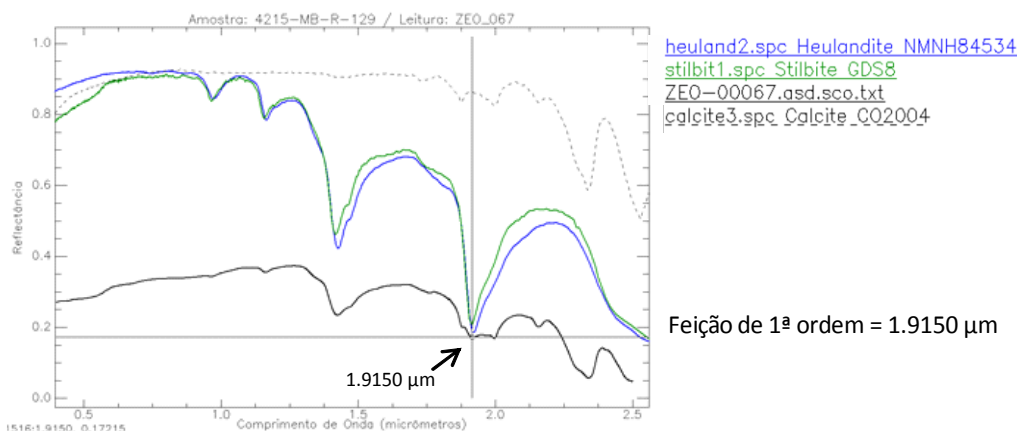 Amostra: 4215-MB-R-129 / Leitura: ZEO_067
heuland2.spc Heulandite NMNH84534
stilbit1.spc Stilbite GDS8
ZEO-00067.asd.sco.txt
calcite3.spc Calcite CO2004
Reflectância
1.0
0.8
0.6
0.4
0.2
0.0
Feição de 1ª ordem = 1.9150 µm
1.9150 µm
0.5
1.0
1.5
2.0
2.5
Comprimento de Onda (micrômetros)
1516:1.9150, 0.17215